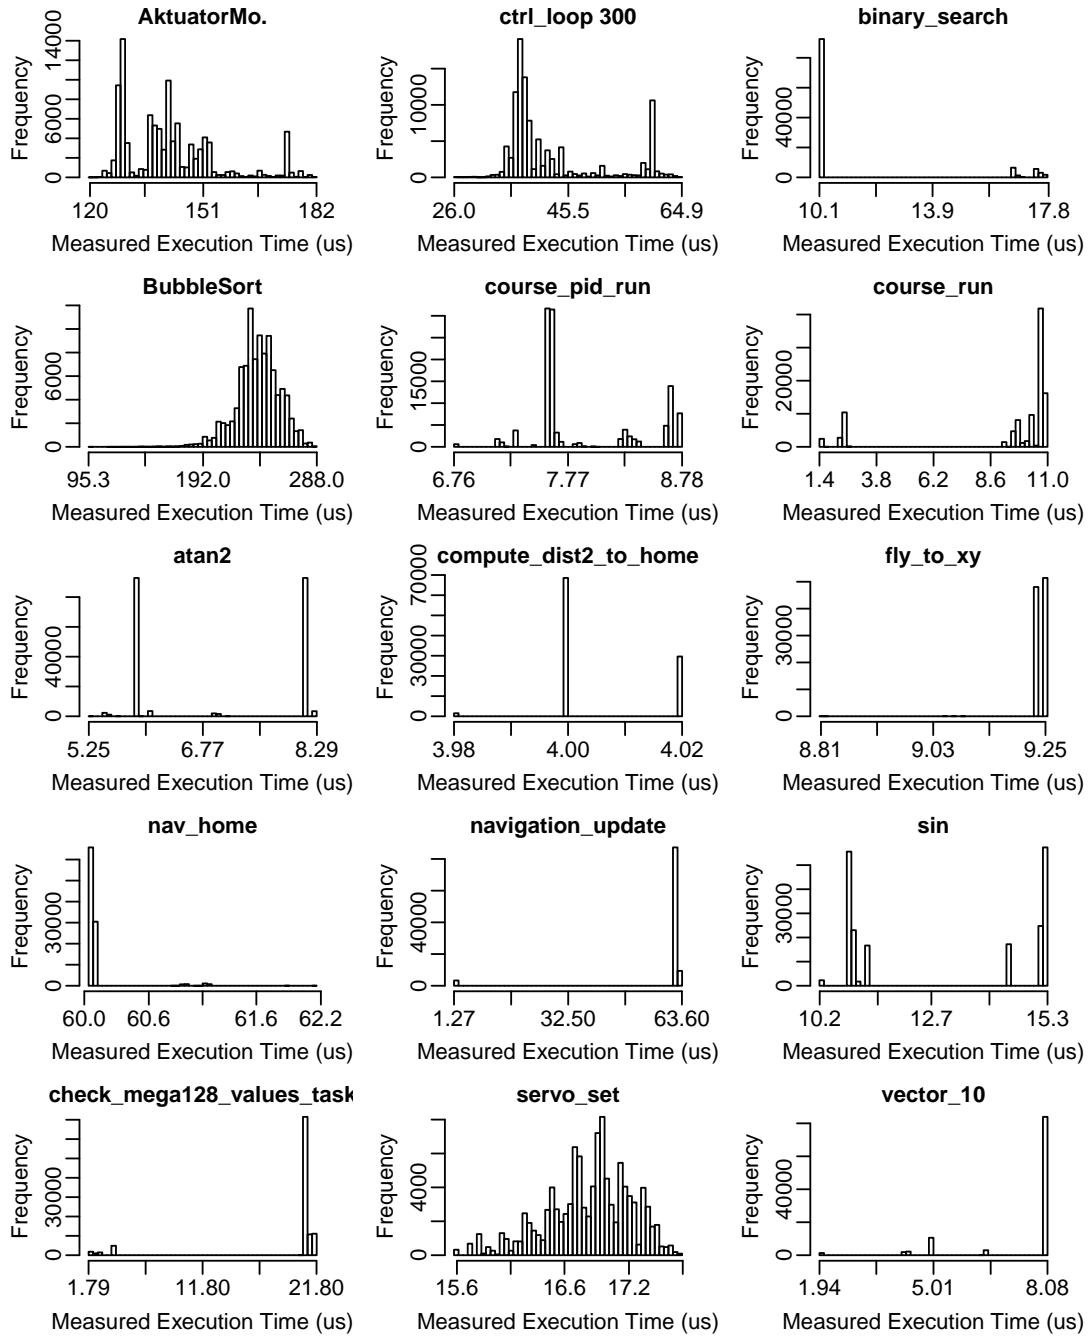 AktuatorMo.
Frequency
0 6000 14000
120 151 182
Measured Execution Time (us)
ctrl_loop 300
Frequency
0 10000
26.0 45.5 64.9
Measured Execution Time (us)
binary_search
Frequency
0 40000
10.1 13.9 17.8
Measured Execution Time (us)
BubbleSort
Frequency
0 6000
95.3 192.0 288.0
Measured Execution Time (us)
course_pid_run
Frequency
0 15000
6.76 7.77 8.78
Measured Execution Time (us)
course_run
Frequency
0 20000
1.4 3.8 6.2 8.6 11.0
Measured Execution Time (us)
atan2
Frequency
0 40000
5.25 6.77 8.29
Measured Execution Time (us)
compute_dist2_to_home
Frequency
0 30000 70000
3.98 4.00 4.02
Measured Execution Time (us)
fly_to_xy
Frequency
0 30000
8.81 9.03 9.25
Measured Execution Time (us)
nav_home
Frequency
0 30000
60.0 60.6 61.6 62.2
Measured Execution Time (us)
navigation_update
Frequency
0 40000
1.27 32.50 63.60
Measured Execution Time (us)
sin
Frequency
0 30000
10.2 12.7 15.3
Measured Execution Time (us)
check_mega128_values_task
Frequency
0 30000
1.79 11.80 21.80
Measured Execution Time (us)
servo_set
Frequency
0 4000
15.6 16.6 17.2
Measured Execution Time (us)
vector_10
Frequency
0 40000
1.94 5.01 8.08
Measured Execution Time (us)